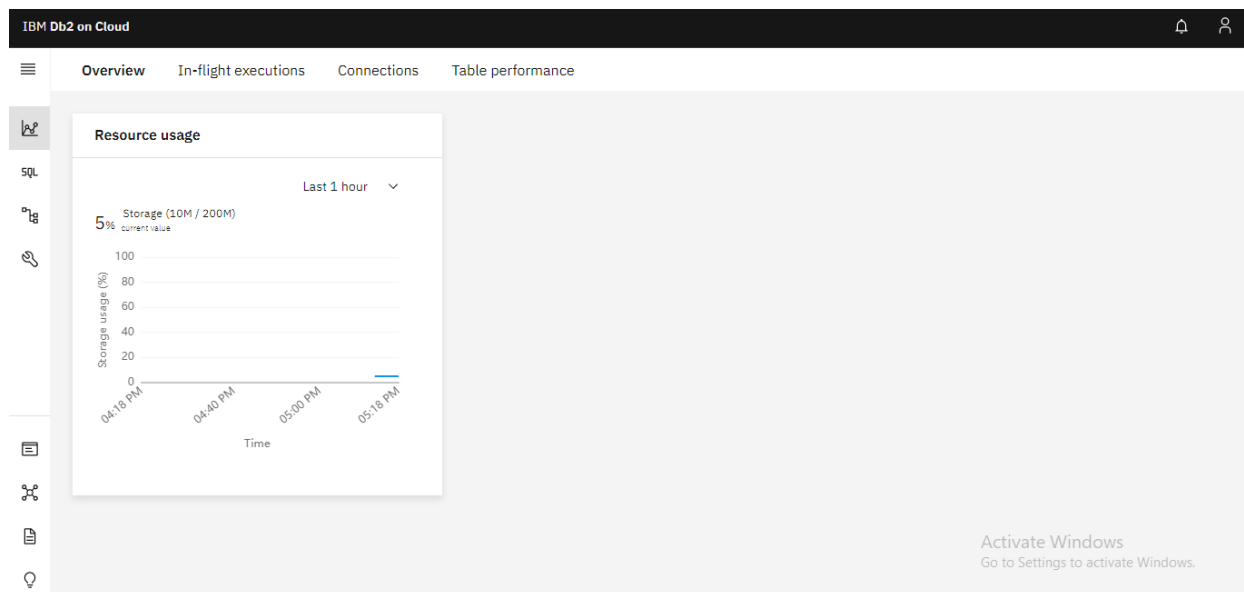 IBM Db2 on Cloud
Overview In-flight executions Connections Table performance
Resource usage
SQL
Last 1 hour
5% Storage (10M / 200M)
current value
100
80
60
40
20
0
Storage usage (%)
04:18 PM 04:40 PM 05:00 PM 05:18 PM
Time
Activate Windows
Go to Settings to activate Windows.